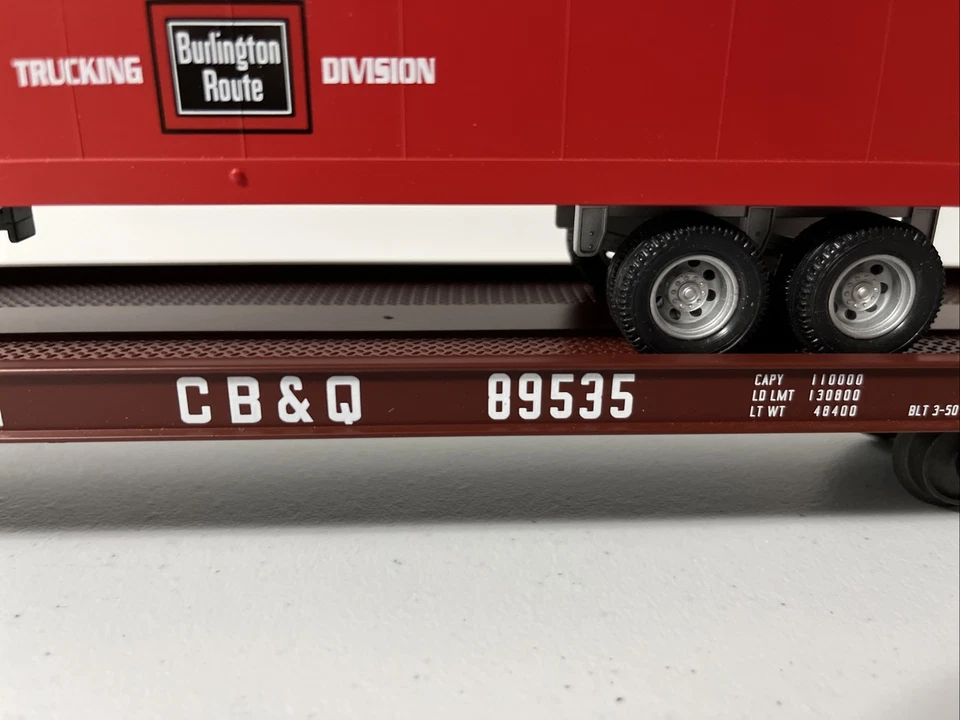 TRUCKING Burlington Route DIVISION
CB&Q 89535
CAPY 110000
LD LMT 130800
LT WT 48400
BLT 3-50